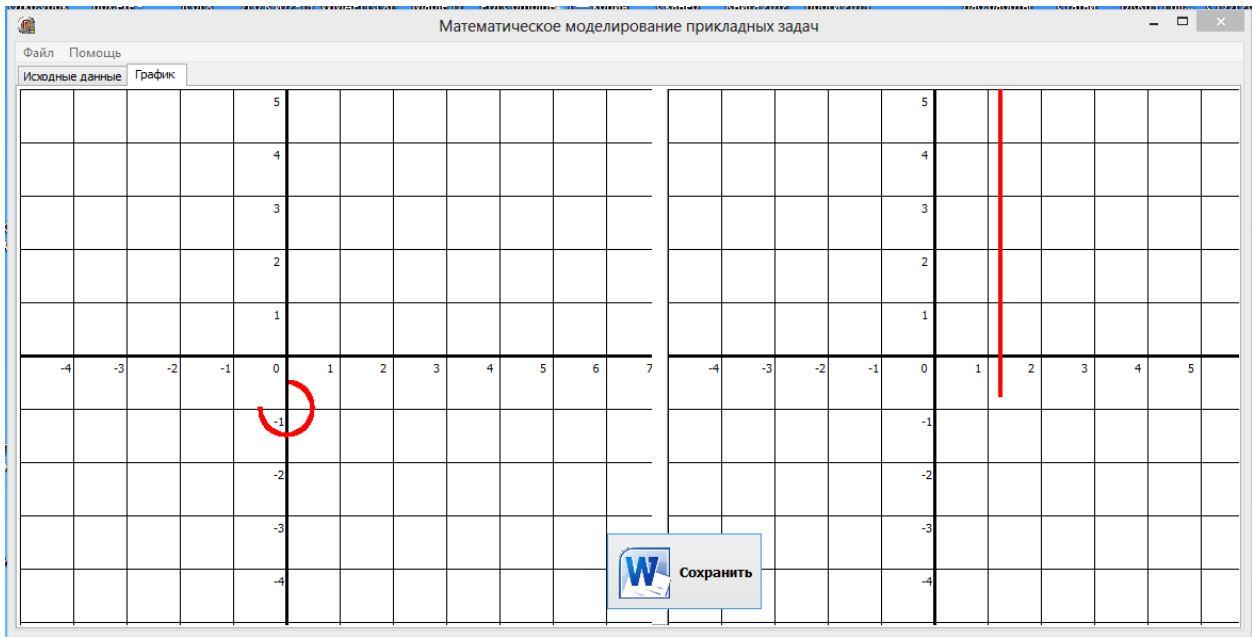 Математическое моделирование прикладных задач
Файл Помощь
Исходные данные График
5 5
4 4
3 3
2 2
1 1
-4 -3 -2 -1 0 1 2 3 4 5 6 7 -4 -3 -2 -1 0 1 2 3 4 5
-1 -1
-2 -2
-3 -3
Сохранить
-4 -4